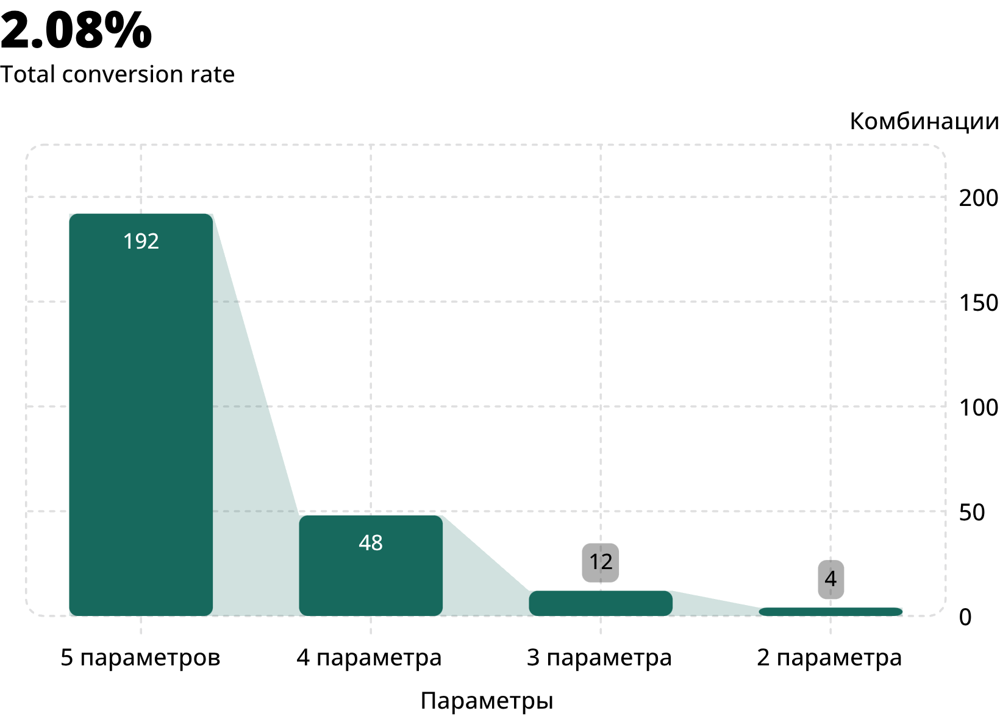 2.08%
Total conversion rate
Комбинации
200
192
150
100
50
48
12
4
0
5 параметров
4 параметра
3 параметра
2 параметра
Параметры